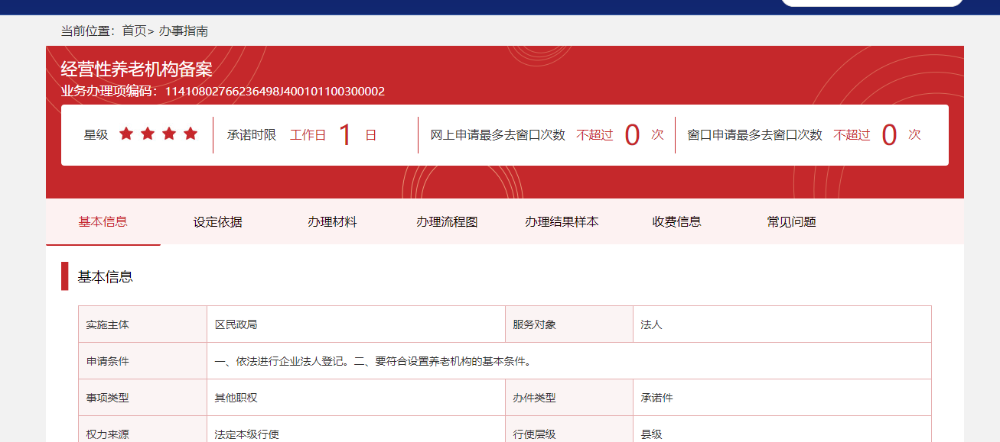 当前位置：首页> 办事指南
经营性养老机构备案
业务办理项编码：11410802766236498J400101100300002
星级 ★ ★ ★ ★ 承诺时限 工作日 1 日 网上申请最多去窗口次数 不超过 0 次 窗口申请最多去窗口次数 不超过 0 次
基本信息 设定依据 办理材料 办理流程图 办理结果样本 收费信息 常见问题
基本信息
实施主体 区民政局 服务对象 法人
申请条件 一、依法进行企业法人登记。二、要符合设置养老机构的基本条件。
事项类型 其他职权 办件类型 承诺件
权力来源 法定本级行使 行使层级 县级